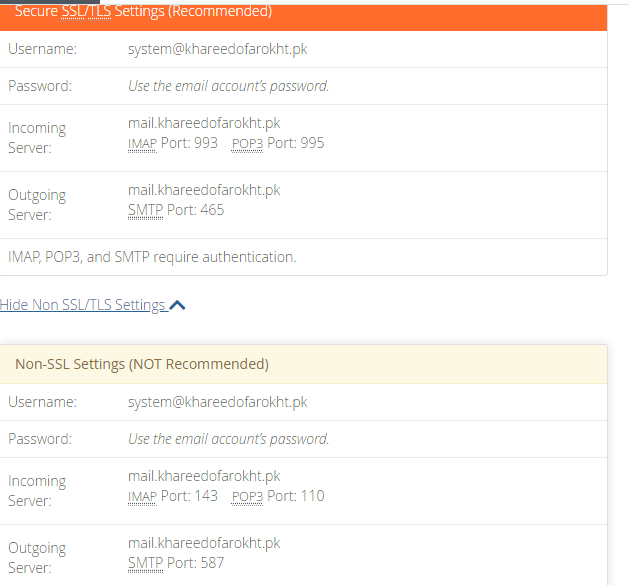 Secure SSL/TLS Settings (Recommended)
Username: system@khareedofarokht.pk
Password: Use the email account's password.
Incoming Server: mail.khareedofarokht.pk
IMAP Port: 993 POP3 Port: 995
Outgoing Server: mail.khareedofarokht.pk
SMTP Port: 465
IMAP, POP3, and SMTP require authentication.
Hide Non SSL/TLS Settings
Non-SSL Settings (NOT Recommended)
Username: system@khareedofarokht.pk
Password: Use the email account's password.
Incoming Server: mail.khareedofarokht.pk
IMAP Port: 143 POP3 Port: 110
Outgoing Server: mail.khareedofarokht.pk
SMTP Port: 587